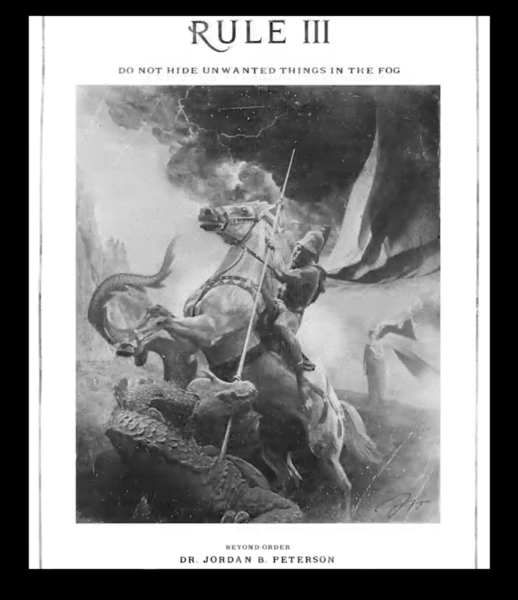 RULE III
DO NOT HIDE UNWANTED THINGS IN THE FOG
BEYOND ORDER
DR. JORDAN B. PETERSON